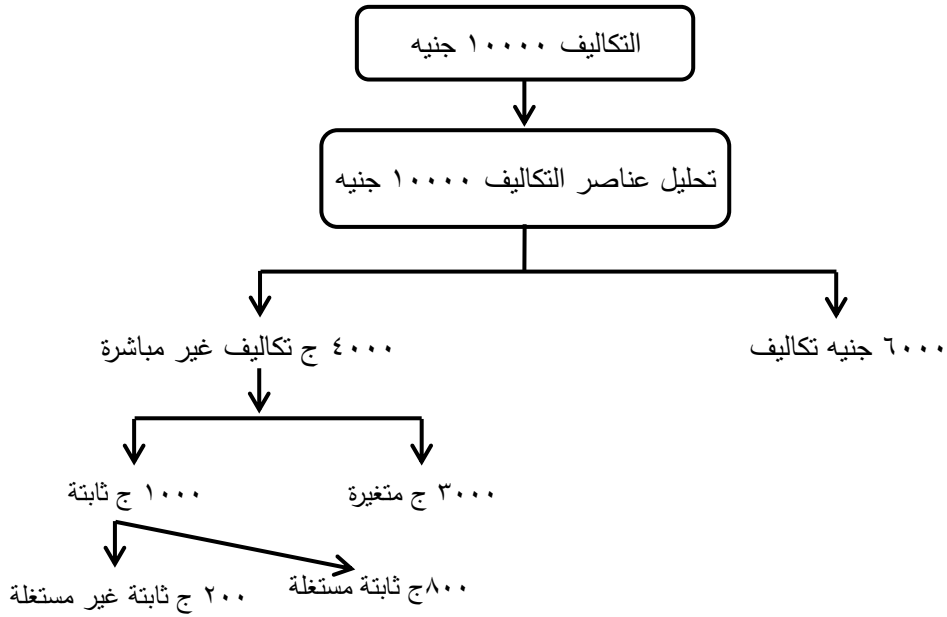 التكاليف ١٠٠٠٠ جنيه
تحليل عناصر التكاليف ١٠٠٠٠ جنيه
٦٠٠٠ جنيه تكاليف
٤٠٠٠ ج تكاليف غير مباشرة
٣٠٠٠ ج متغيرة
١٠٠٠ ج ثابتة
٨٠٠ج ثابتة مستغلة
٢٠٠ ج ثابتة غير مستغلة